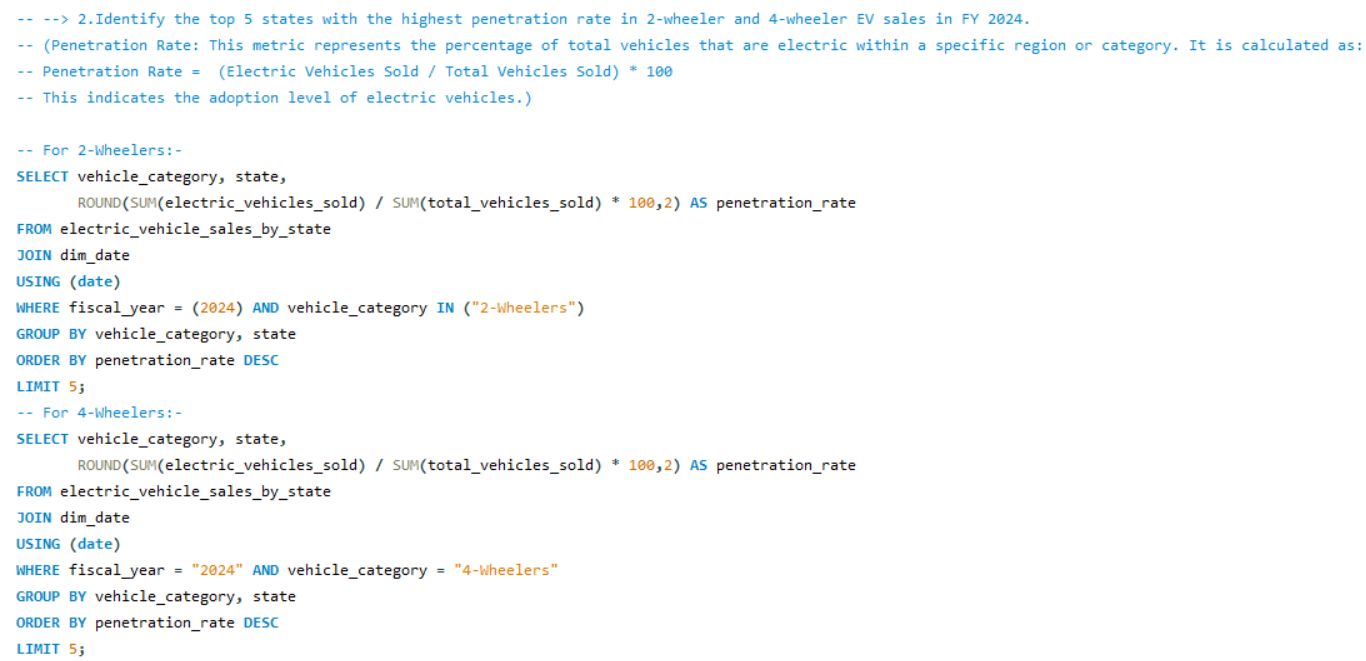 -- --> 2.Identify the top 5 states with the highest penetration rate in 2-wheeler and 4-wheeler EV sales in FY 2024.
-- (Penetration Rate: This metric represents the percentage of total vehicles that are electric within a specific region or category. It is calculated as:
-- Penetration Rate =  (Electric Vehicles Sold / Total Vehicles Sold) * 100
-- This indicates the adoption level of electric vehicles.)

-- For 2-Wheelers:-
SELECT vehicle_category, state,
       ROUND(SUM(electric_vehicles_sold) / SUM(total_vehicles_sold) * 100,2) AS penetration_rate
FROM electric_vehicle_sales_by_state
JOIN dim_date
USING (date)
WHERE fiscal_year = (2024) AND vehicle_category IN ("2-Wheelers")
GROUP BY vehicle_category, state
ORDER BY penetration_rate DESC
LIMIT 5;
-- For 4-Wheelers:-
SELECT vehicle_category, state,
       ROUND(SUM(electric_vehicles_sold) / SUM(total_vehicles_sold) * 100,2) AS penetration_rate
FROM electric_vehicle_sales_by_state
JOIN dim_date
USING (date)
WHERE fiscal_year = "2024" AND vehicle_category = "4-Wheelers"
GROUP BY vehicle_category, state
ORDER BY penetration_rate DESC
LIMIT 5;